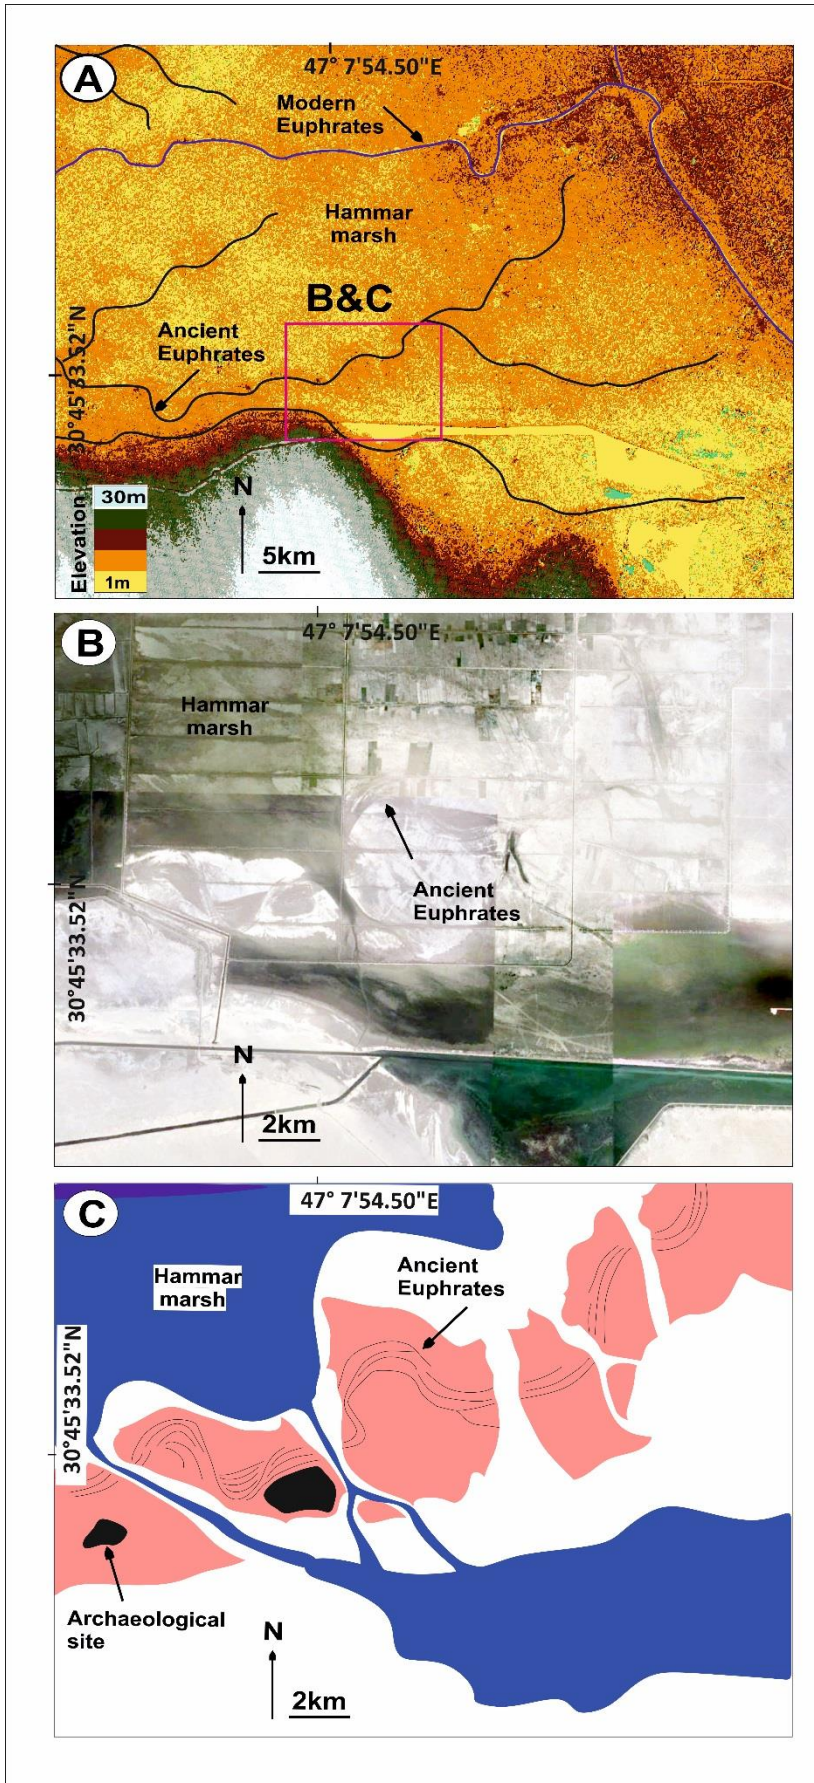 A
47° 7'54.50"E
Modern
Euphrates
Hammar
marsh
B&C
Ancient
Euphrates
30°45'33.52"N
Elevation
30m
1m
N
5km
B
47° 7'54.50"E
Hammar
marsh
Ancient
Euphrates
30°45'33.52"N
N
2km
C
47° 7'54.50"E
Hammar
marsh
Ancient
Euphrates
30°45'33.52"N
Archaeological
site
N
2km